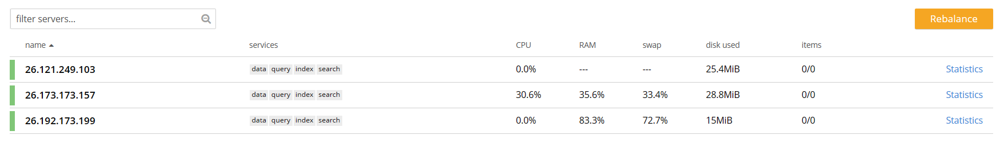 filter servers... Rebalance
name services CPU RAM swap disk used items
26.121.249.103 data query index search 0.0% --- --- 25.4MiB 0/0 Statistics
26.173.173.157 data query index search 30.6% 35.6% 33.4% 28.8MiB 0/0 Statistics
26.192.173.199 data query index search 0.0% 83.3% 72.7% 15MiB 0/0 Statistics